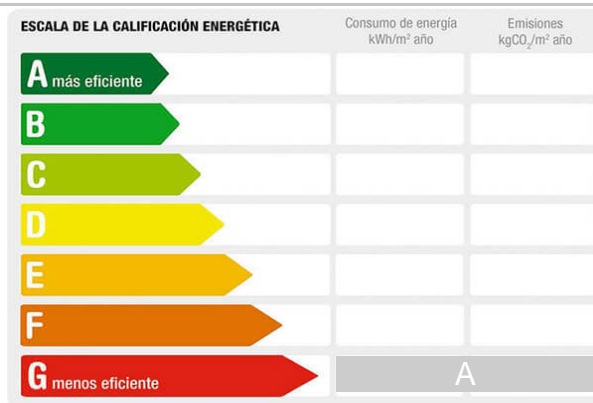 ESCALA DE LA CALIFICACIÓN ENERGÉTICA
Consumo de energía
kWh/m² año
Emisiones
kgCO₂/m² año
A más eficiente
B
C
D
E
F
G menos eficiente
A